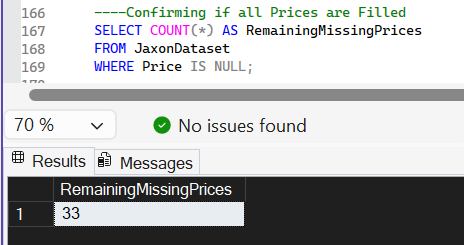 166 ----Confirming if all Prices are Filled
167 SELECT COUNT(*) AS RemainingMissingPrices
168 FROM JaxonDataset
169 WHERE Price IS NULL;
70 %
No issues found
Results
Messages
RemainingMissingPrices
1 33